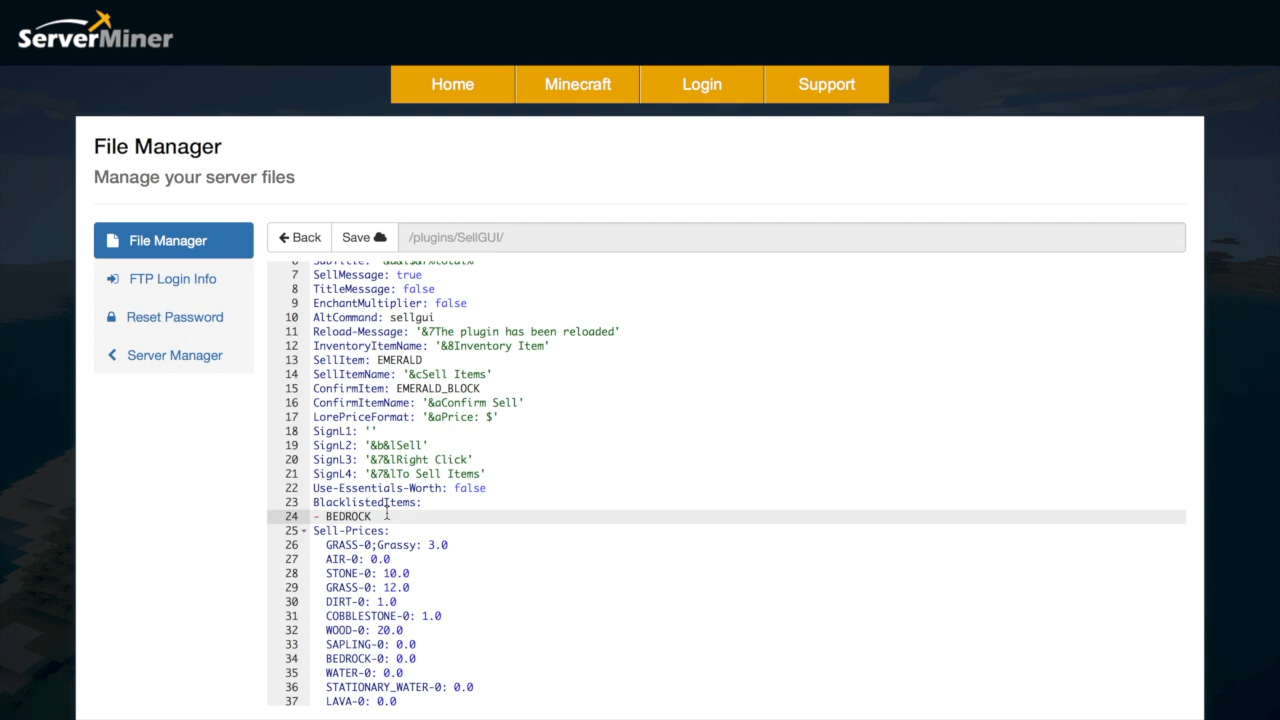 ServerMiner
Home Minecraft Login Support
File Manager
Manage your server files
File Manager
FTP Login Info
Reset Password
Server Manager
Back Save /plugins/SellGUI/
7 SellMessage: true
8 TitleMessage: false
9 EnchantMultiplier: false
10 AltCommand: sellgui
11 Reload-Message: '&7The plugin has been reloaded'
12 InventoryItemName: '&8Inventory Item'
13 SellItem: EMERALD
14 SellItemName: '&cSell Items'
15 ConfirmItem: EMERALD_BLOCK
16 ConfirmItemName: '&aConfirm Sell'
17 LorePriceFormat: '&aPrice: $'
18 SignL1: ''
19 SignL2: '&b&lSell'
20 SignL3: '&7&lRight Click'
21 SignL4: '&7&lTo Sell Items'
22 Use-Essentials-Worth: false
23 BlacklistedItems:
24 - BEDROCK
25 Sell-Prices:
26 GRASS-0;Grassy: 3.0
27 AIR-0: 0.0
28 STONE-0: 10.0
29 GRASS-0: 12.0
30 DIRT-0: 1.0
31 COBBLESTONE-0: 1.0
32 WOOD-0: 20.0
33 SAPLING-0: 0.0
34 BEDROCK-0: 0.0
35 WATER-0: 0.0
36 STATIONARY_WATER-0: 0.0
37 LAVA-0: 0.0